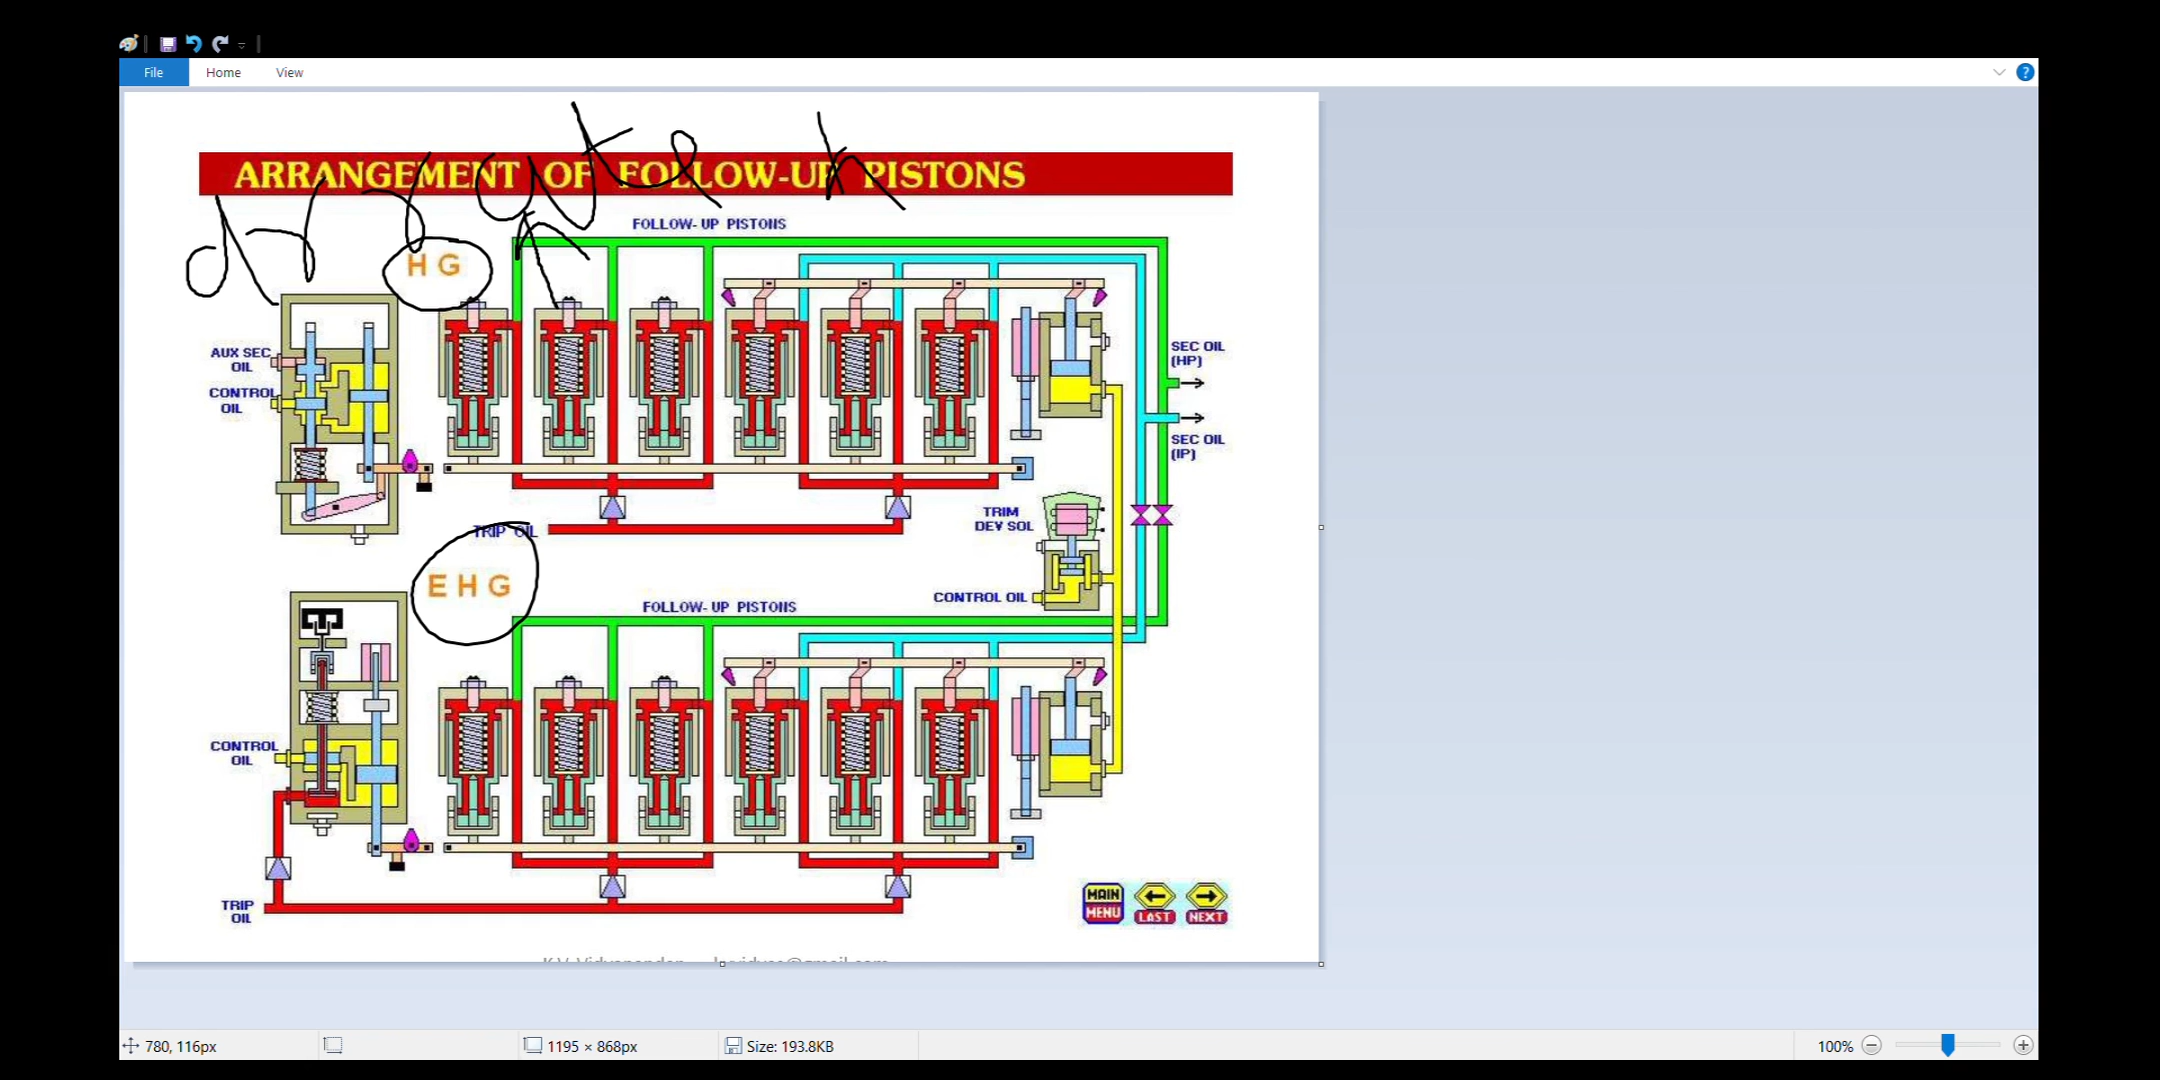 File Home View
ARRANGEMENT OF FOLLOW-UP PISTONS
FOLLOW- UP PISTONS
H G
AUX SEC
OIL
CONTROL
OIL
SEC OIL
(HP)
SEC OIL
(IP)
TRIM
DEV SOL
TRIP OIL
E H G
CONTROL OIL
FOLLOW- UP PISTONS
CONTROL
OIL
TRIP
OIL
MAIN
MENU
LAST
NEXT
780, 116px
1195 × 868px
Size: 193.8KB
100%